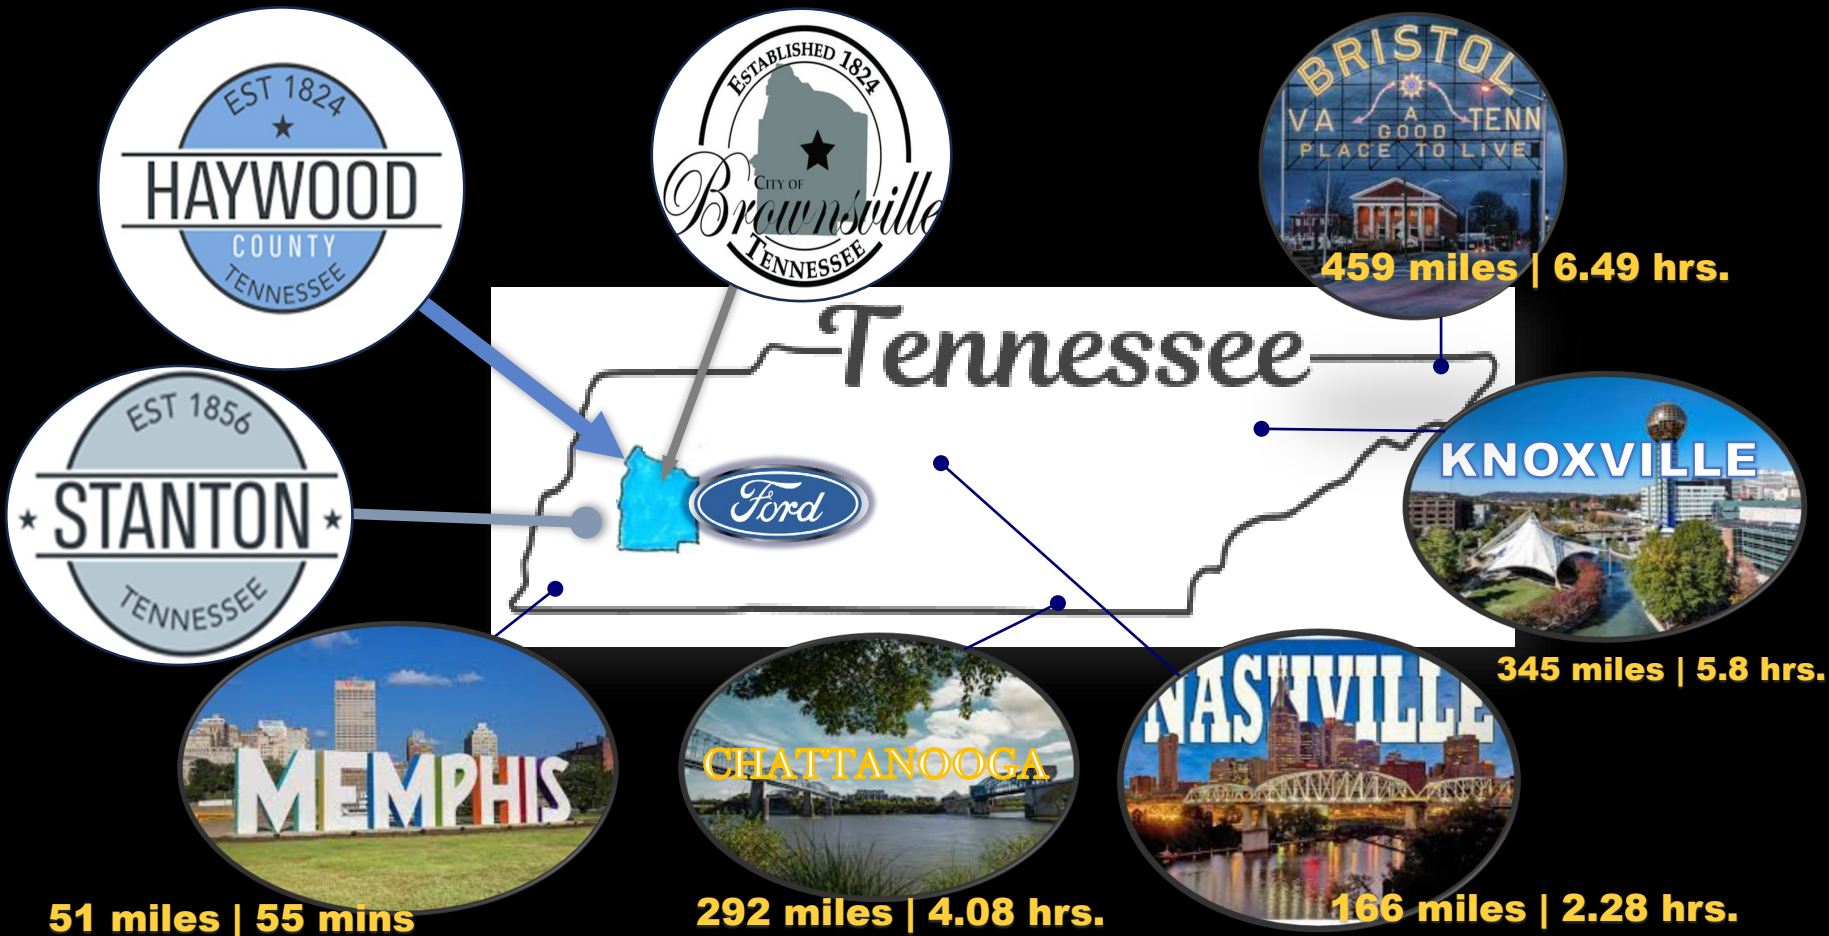 EST 1824
HAYWOOD
COUNTY
TENNESSEE
ESTABLISHED 1824
CITY OF
Brownsville
TENNESSEE
BRISTOL
VA TENN
A
GOOD
PLACE TO LIVE
459 miles | 6.49 hrs.
Tennessee
EST 1856
STANTON
TENNESSEE
Ford
KNOXVILLE
345 miles | 5.8 hrs.
MEMPHIS
51 miles | 55 mins
CHATTANOOGA
292 miles | 4.08 hrs.
NASHVILLE
166 miles | 2.28 hrs.